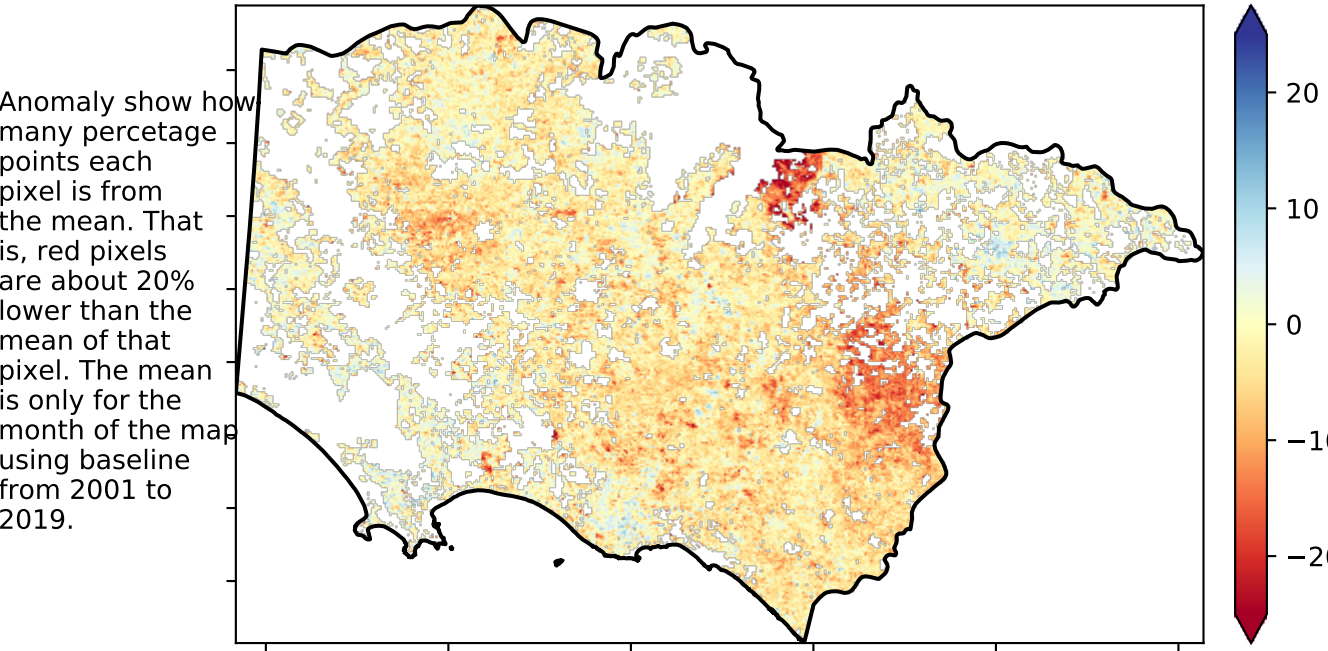 Anomaly show how
many percetage
points each
pixel is from
the mean. That
is, red pixels
are about 20%
lower than the
mean of that
pixel. The mean
is only for the
month of the map
using baseline
from 2001 to
2019.
20
10
0
−10
−20